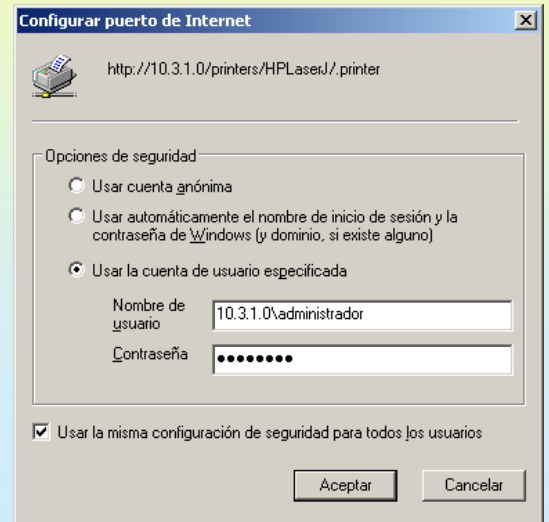 Configurar puerto de Internet
http://10.3.1.0/printers/HPLaserJ/.printer
Opciones de seguridad
Usar cuenta anónima
Usar automáticamente el nombre de inicio de sesión y la
contraseña de Windows (y dominio, si existe alguno)
Usar la cuenta de usuario especificada
Nombre de
usuario
10.3.1.0\administrador
Contraseña
●●●●●●●●
Usar la misma configuración de seguridad para todos los usuarios
Aceptar
Cancelar